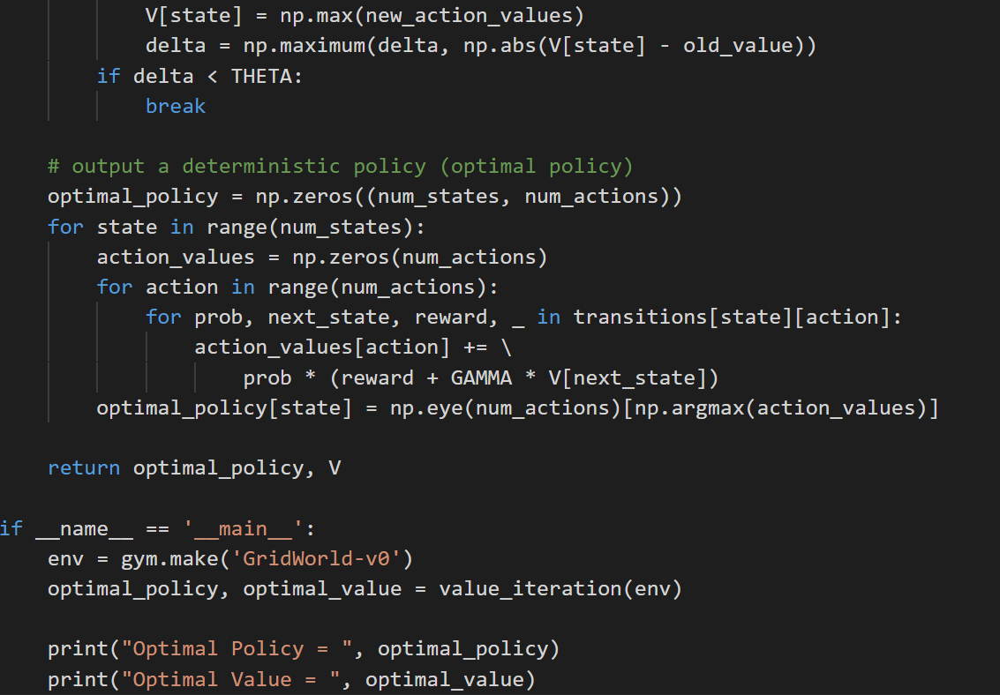 V[state] = np.max(new_action_values)
delta = np.maximum(delta, np.abs(V[state] - old_value))
if delta < THETA:
break
# output a deterministic policy (optimal policy)
optimal_policy = np.zeros((num_states, num_actions))
for state in range(num_states):
action_values = np.zeros(num_actions)
for action in range(num_actions):
for prob, next_state, reward, _ in transitions[state][action]:
action_values[action] += \
prob * (reward + GAMMA * V[next_state])
optimal_policy[state] = np.eye(num_actions)[np.argmax(action_values)]
return optimal_policy, V
if __name__ == '__main__':
env = gym.make('GridWorld-v0')
optimal_policy, optimal_value = value_iteration(env)
print("Optimal Policy = ", optimal_policy)
print("Optimal Value = ", optimal_value)